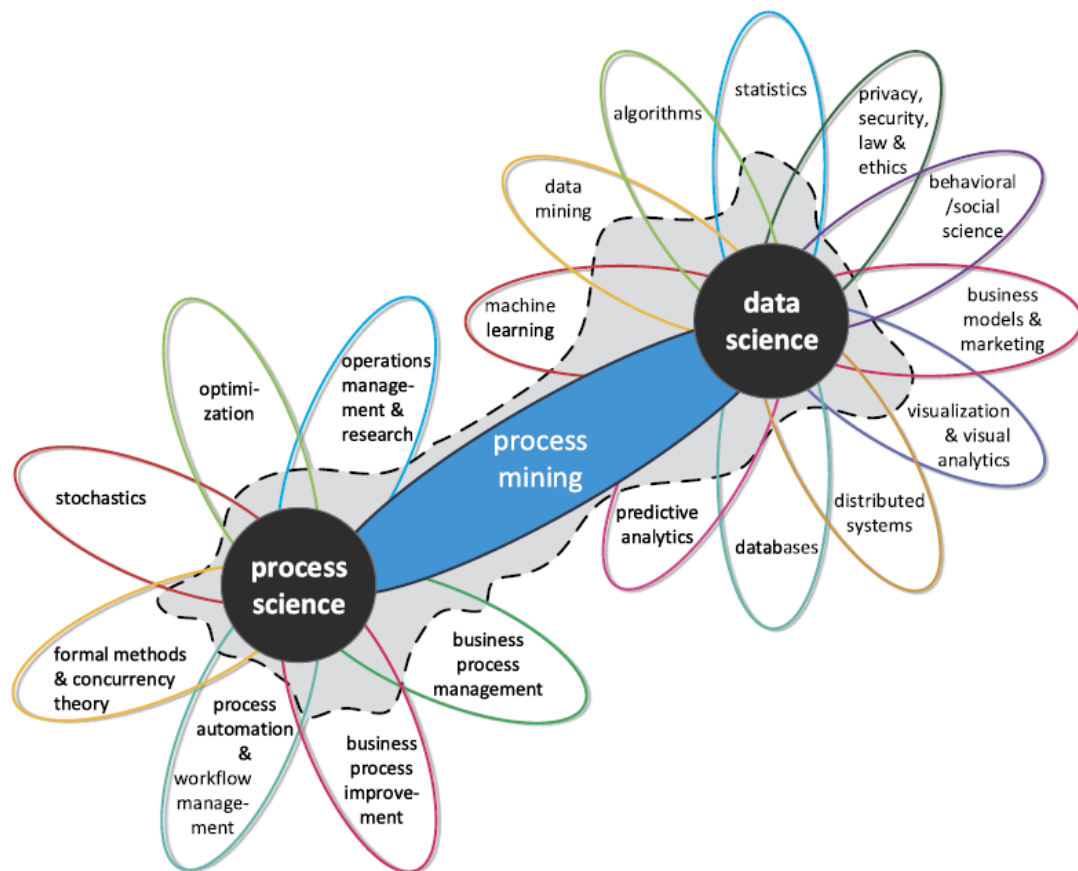 statistics
privacy,
security,
law &
ethics
algorithms
behavioral
/social
science
data
mining
machine
learning
data
science
business
models &
marketing
visualization
& visual
analytics
distributed
systems
databases
predictive
analytics
process
mining
operations
manage-
ment &
research
optimi-
zation
stochastics
process
science
formal methods
& concurrency
theory
process
automation &
workflow
manage-
ment
business
process
improve-
ment
business
process
management